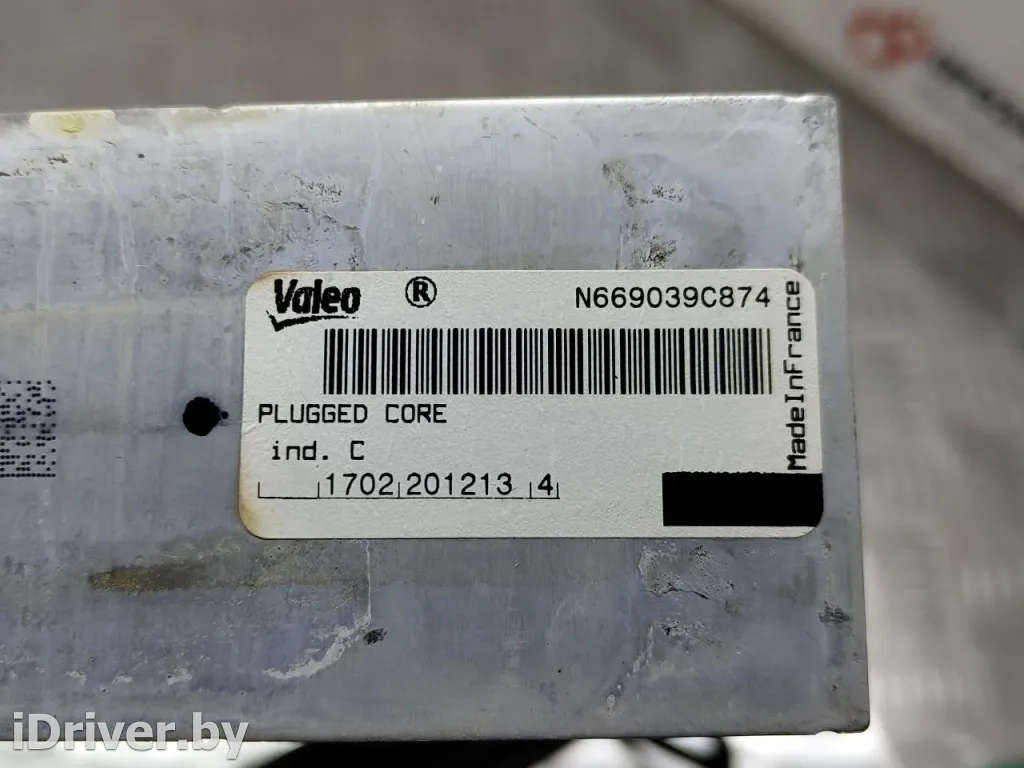 Valeo ® N669039C874
PLUGGED CORE
ind. C
1702 201213 4
MadeInFrance
iDriver.by